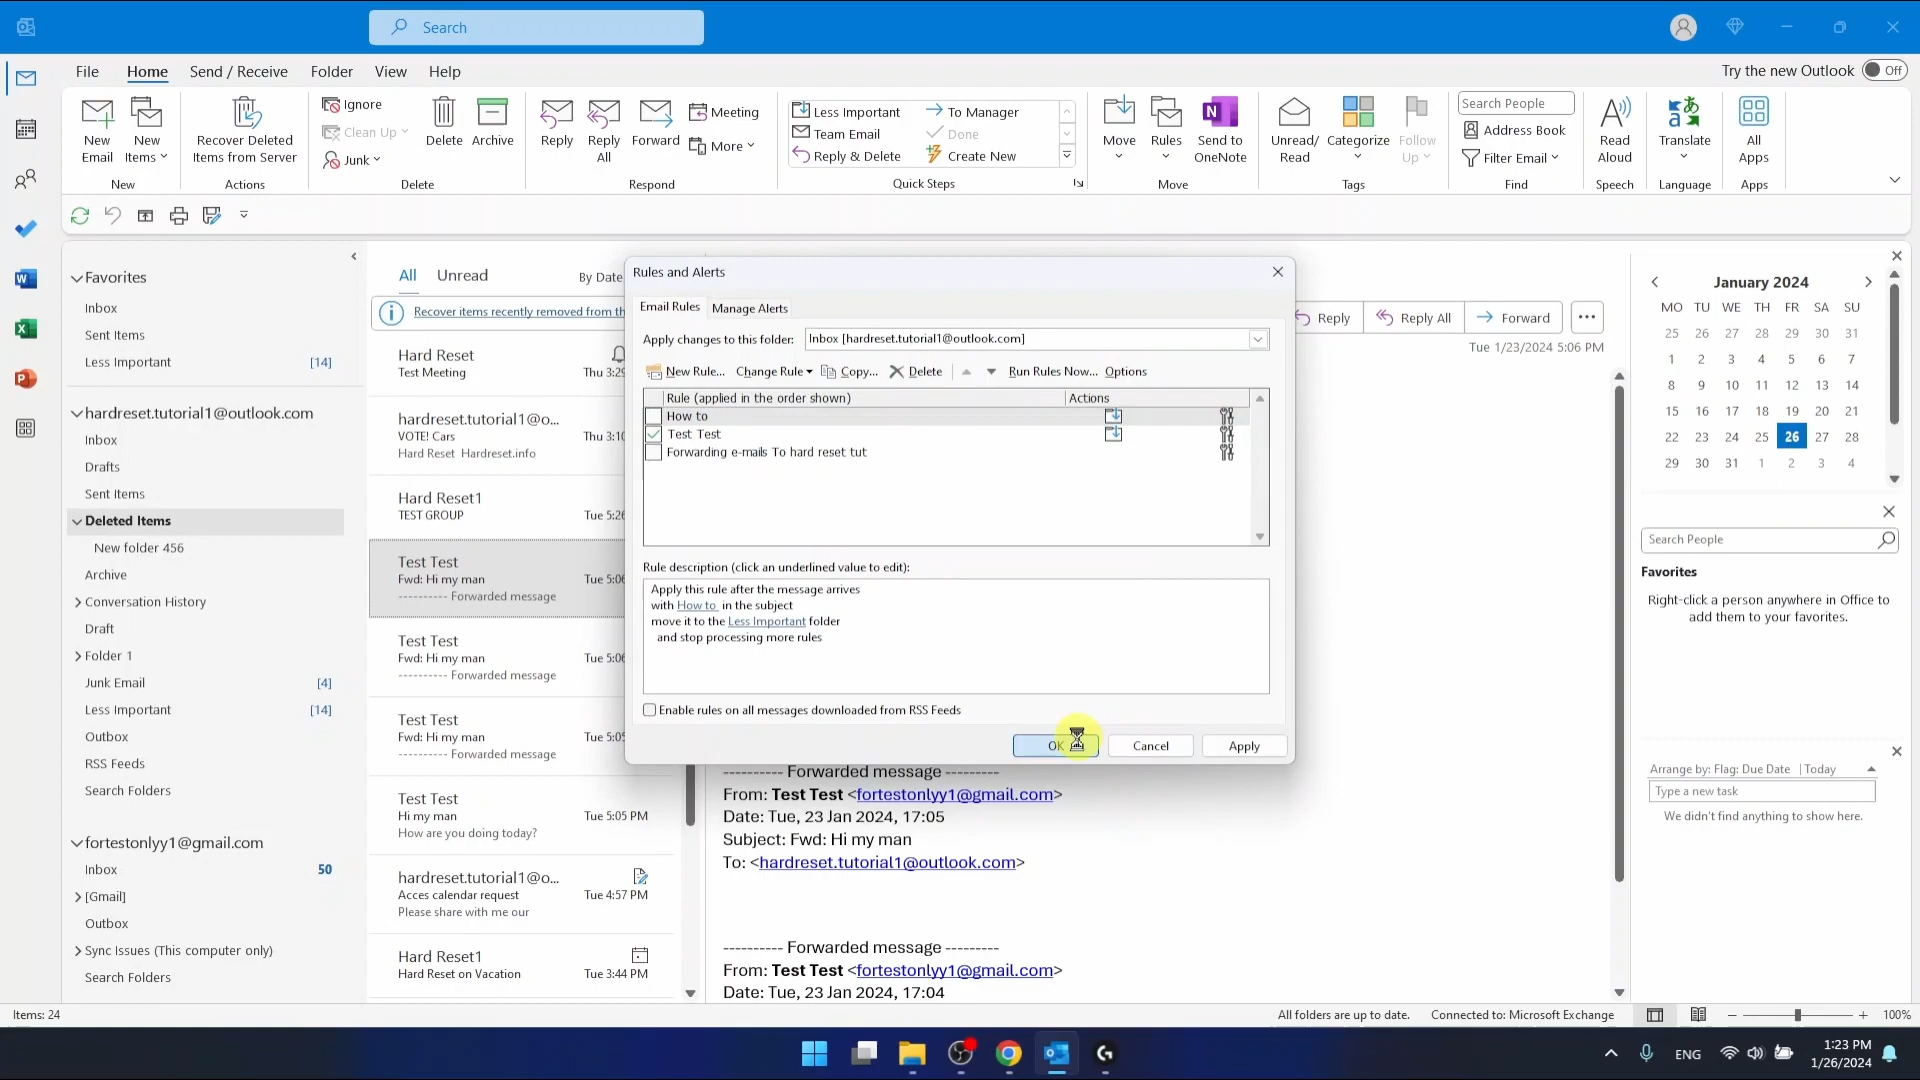 Search
File Home Send / Receive Folder View Help
Try the new Outlook Off
New Email
New Items
New
Recover Deleted Items from Server
Actions
Ignore
Clean Up
Junk
Delete
Archive
Delete
Reply
Reply All
Forward
Meeting
More
Respond
Less Important
Team Email
Reply & Delete
To Manager
Done
Create New
Quick Steps
Move
Rules
Send to OneNote
Move
Unread/ Read
Categorize
Follow Up
Tags
Search People
Address Book
Filter Email
Find
Read Aloud
Speech
Translate
Language
All Apps
Apps
Favorites
Inbox
Sent Items
Less Important [14]
hardreset.tutorial1@outlook.com
Inbox
Drafts
Sent Items
Deleted Items
New folder 456
Archive
Conversation History
Draft
Folder 1
Junk Email [4]
Less Important [14]
Outbox
RSS Feeds
Search Folders
fortestonlyy1@gmail.com
Inbox 50
[Gmail]
Outbox
Sync Issues (This computer only)
Search Folders
All Unread By Date
Recover items recently removed from th
Hard Reset
Test Meeting Thu 3:29
hardreset.tutorial1@o...
VOTE! Cars Thu 3:10
Hard Reset Hardreset.info
Hard Reset1
TEST GROUP Tue 5:26
Test Test
Fwd: Hi my man Tue 5:06
---------- Forwarded message
Test Test
Fwd: Hi my man Tue 5:06
---------- Forwarded message
Test Test
Fwd: Hi my man Tue 5:05
---------- Forwarded message
Test Test
Hi my man Tue 5:05 PM
How are you doing today?
hardreset.tutorial1@o...
Acces calendar request Tue 4:57 PM
Please share with me our
Hard Reset1
Hard Reset on Vacation Tue 3:44 PM
Rules and Alerts
Email Rules Manage Alerts
Apply changes to this folder: Inbox [hardreset.tutorial1@outlook.com]
New Rule... Change Rule Copy... Delete Run Rules Now... Options
Rule (applied in the order shown) Actions
How to
Test Test
Forwarding e-mails To hard reset tut
Rule description (click an underlined value to edit):
Apply this rule after the message arrives
with How to in the subject
move it to the Less Important folder
and stop processing more rules
Enable rules on all messages downloaded from RSS Feeds
OK Cancel Apply
Reply Reply All Forward ...
Tue 1/23/2024 5:06 PM
---------- Forwarded message ---------
From: Test Test <fortestonlyy1@gmail.com>
Date: Tue, 23 Jan 2024, 17:05
Subject: Fwd: Hi my man
To: <hardreset.tutorial1@outlook.com>
---------- Forwarded message ---------
From: Test Test <fortestonlyy1@gmail.com>
Date: Tue, 23 Jan 2024, 17:04
January 2024
MO TU WE TH FR SA SU
25 26 27 28 29 30 31
1 2 3 4 5 6 7
8 9 10 11 12 13 14
15 16 17 18 19 20 21
22 23 24 25 26 27 28
29 30 31 1 2 3 4
Search People
Favorites
Right-click a person anywhere in Office to
add them to your favorites.
Arrange by: Flag: Due Date | Today
Type a new task
We didn't find anything to show here.
Items: 24
All folders are up to date. Connected to: Microsoft Exchange 100%
ENG
1:23 PM
1/26/2024